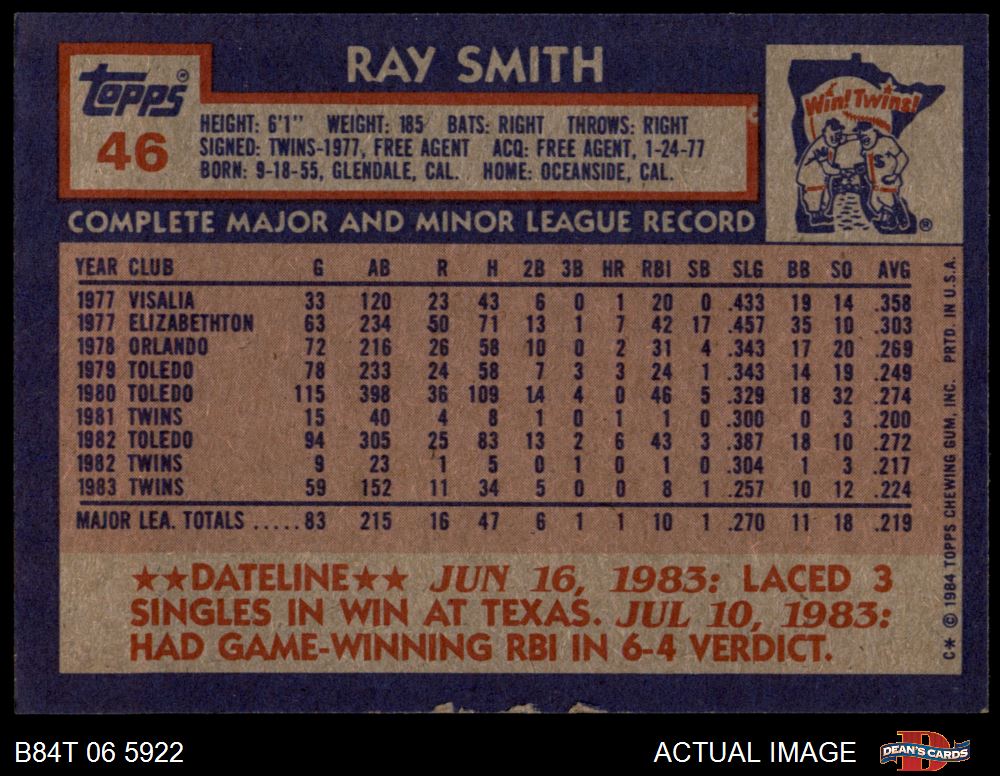 RAY SMITH
Topps®
46
HEIGHT: 6'1" WEIGHT: 185 BATS: RIGHT THROWS: RIGHT
SIGNED: TWINS-1977, FREE AGENT ACQ: FREE AGENT, 1-24-77
BORN: 9-18-55, GLENDALE, CAL. HOME: OCEANSIDE, CAL.
Win! Twins!
®
COMPLETE MAJOR AND MINOR LEAGUE RECORD
YEAR CLUB G AB R H 2B 3B HR RBI SB SLG BB SO AVG
1977 VISALIA 33 120 23 43 6 0 1 20 0 .433 19 14 .358
1977 ELIZABETHTON 63 234 50 71 13 1 7 42 17 .457 35 10 .303
1978 ORLANDO 72 216 26 58 10 0 2 31 4 .343 17 20 .269
1979 TOLEDO 78 233 24 58 7 3 3 24 1 .343 14 19 .249
1980 TOLEDO 115 398 36 109 14 4 0 46 5 .329 18 32 .274
1981 TWINS 15 40 4 8 1 0 1 1 0 .300 0 3 .200
1982 TOLEDO 94 305 25 83 13 2 6 43 3 .387 18 10 .272
1982 TWINS 9 23 1 5 0 1 0 1 0 .304 1 3 .217
1983 TWINS 59 152 11 34 5 0 0 8 1 .257 10 12 .224
MAJOR LEA. TOTALS .....83 215 16 47 6 1 1 10 1 .270 11 18 .219
★★DATELINE★★ JUN 16, 1983: LACED 3
SINGLES IN WIN AT TEXAS. JUL 10, 1983:
HAD GAME-WINNING RBI IN 6-4 VERDICT.
C* © 1984 TOPPS CHEWING GUM, INC. PRTD. IN U.S.A.
B84T 06 5922
ACTUAL IMAGE
D
DEAN'S CARDS